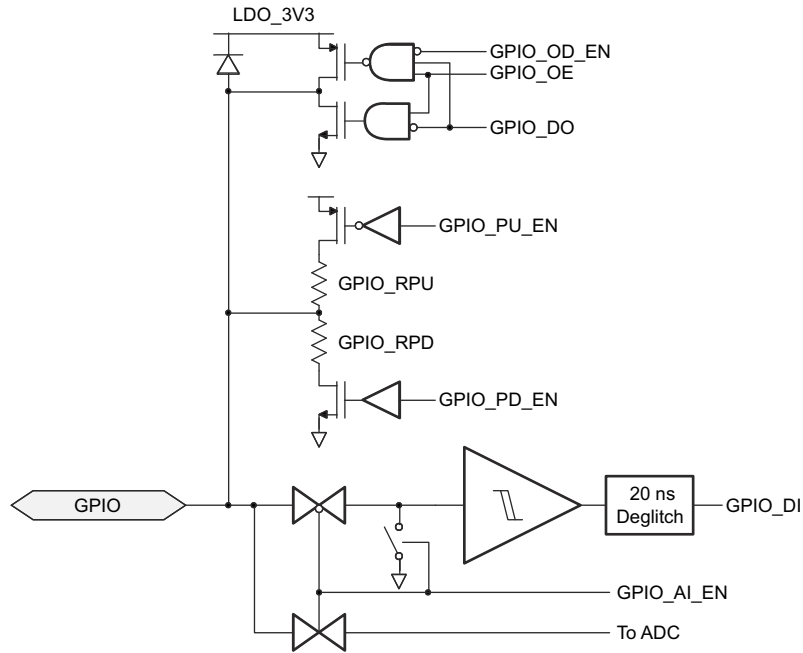 LDO_3V3
GPIO_OD_EN
GPIO_OE
GPIO_DO
GPIO_PU_EN
GPIO_RPU
GPIO_RPD
GPIO_PD_EN
GPIO
20 ns
Deglitch
GPIO_DI
GPIO_AI_EN
To ADC